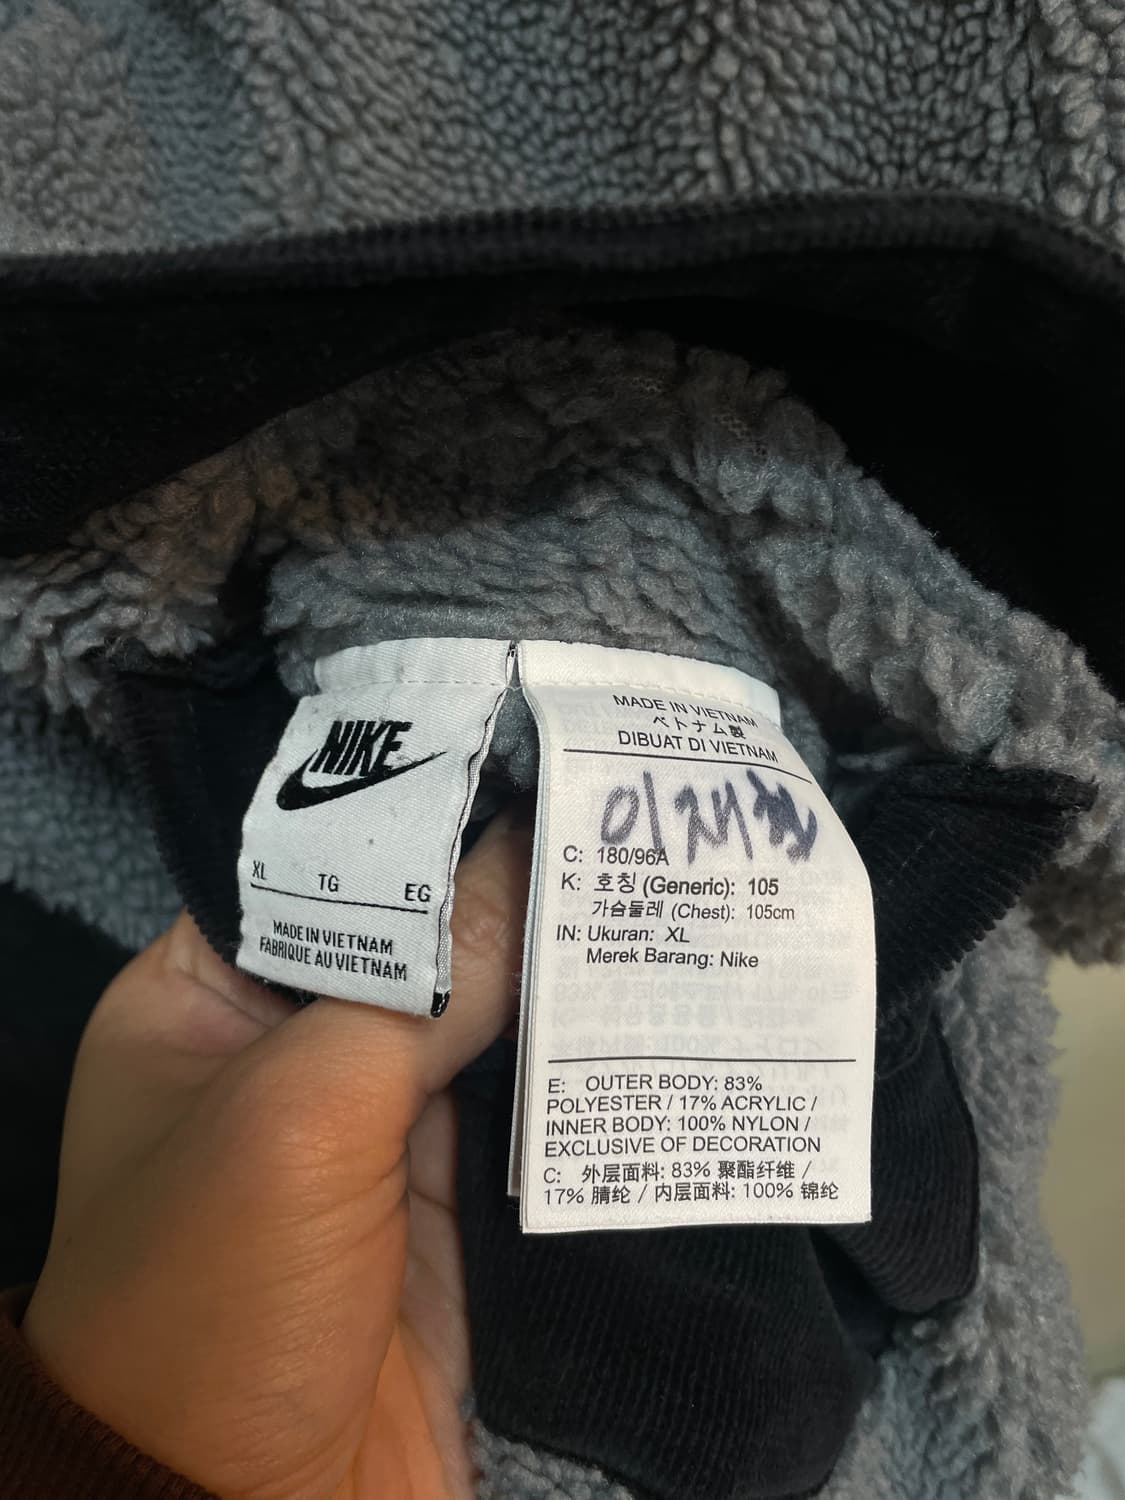 NIKE
XL TG EG
MADE IN VIETNAM
FABRIQUE AU VIETNAM
MADE IN VIETNAM
ベトナム製
DIBUAT DI VIETNAM
이재
C: 180/96A
K: 호칭 (Generic): 105
가슴둘레 (Chest): 105cm
IN: Ukuran: XL
Merek Barang: Nike
E: OUTER BODY: 83%
POLYESTER / 17% ACRYLIC /
INNER BODY: 100% NYLON /
EXCLUSIVE OF DECORATION
C: 外层面料: 83% 聚酯纤维 /
17% 腈纶 / 内层面料: 100% 锦纶